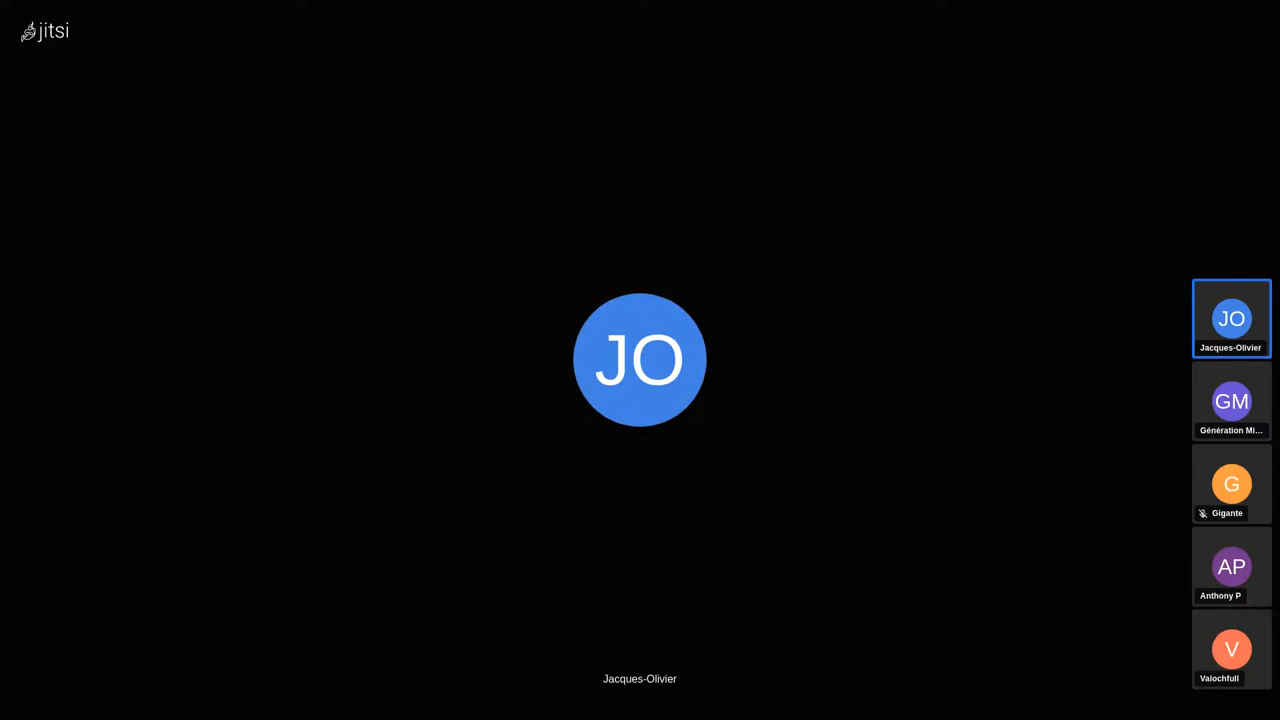 jitsi
JO
Jacques-Olivier
JO
Jacques-Olivier
GM
Génération Mi...
G
Gigante
AP
Anthony P
V
Valochfull